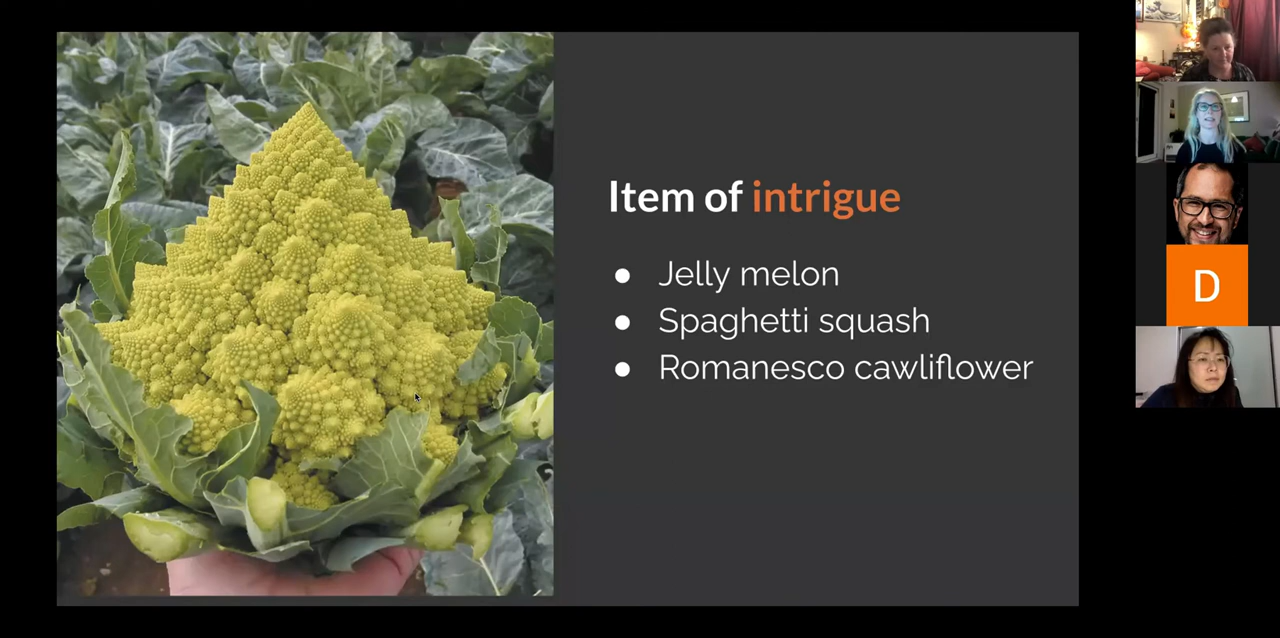 Item of intrigue
Jelly melon
Spaghetti squash
Romanesco cawliflower
D